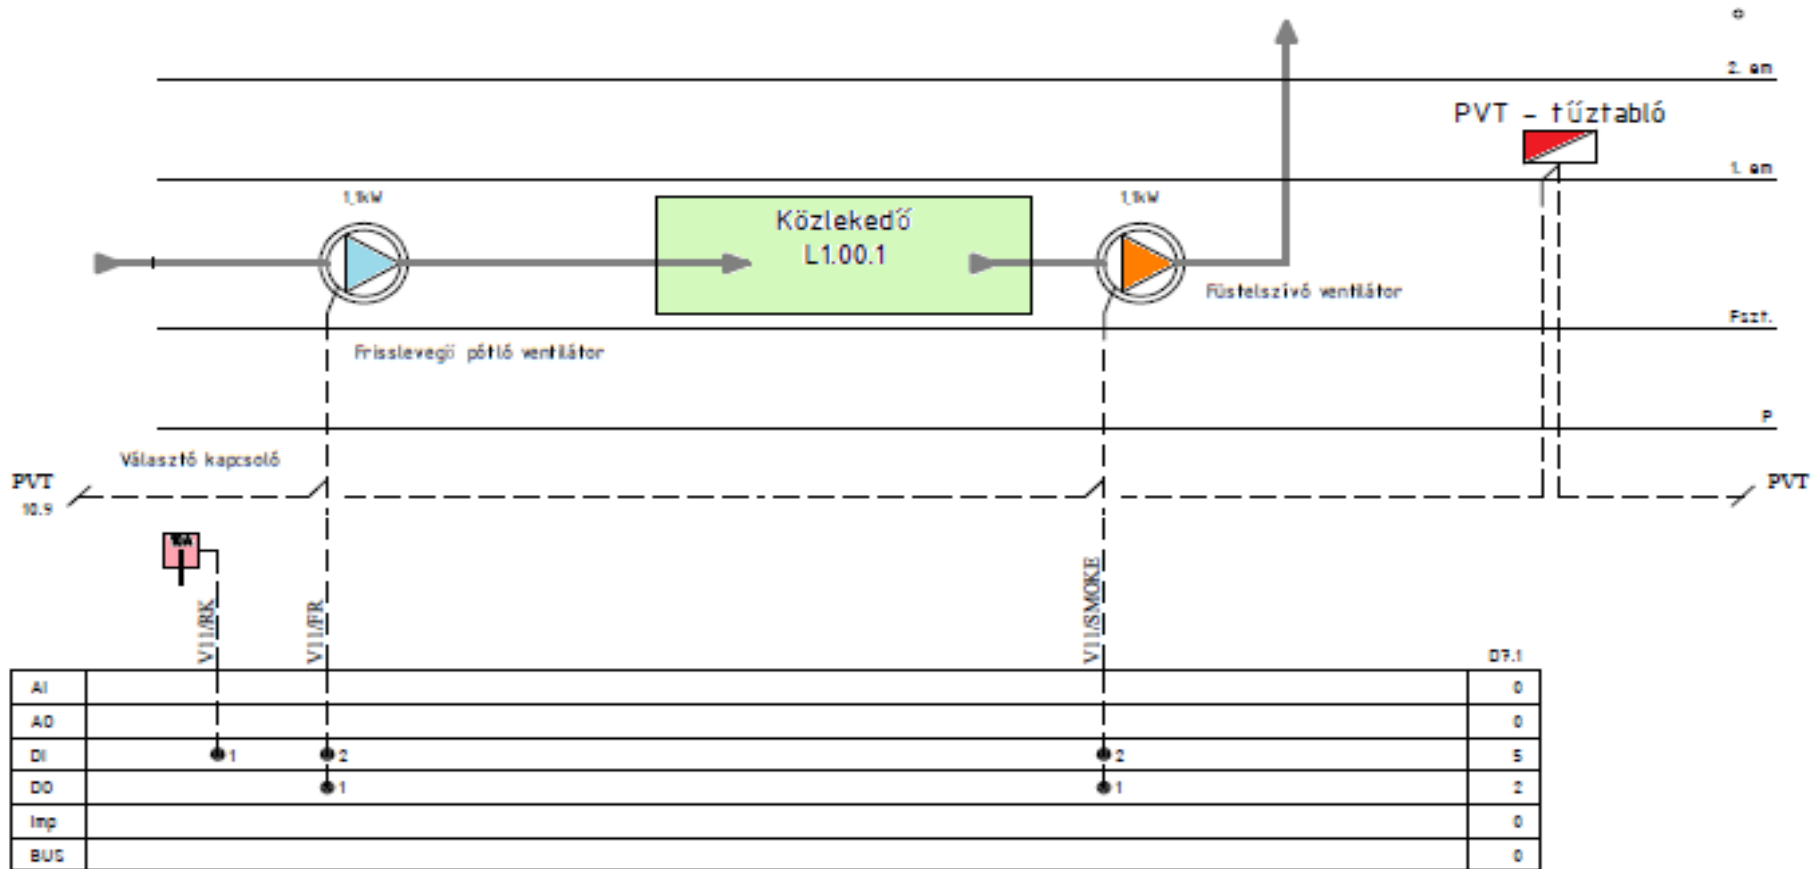 2. em
PVT - tűztabló
1. em
1,1kW
1,1kW
Közlekedő
L1.00.1
Füstelszívó ventilátor
Fszt.
Frisslevegő pótló ventilátor
P
Választó kapcsoló
PVT
PVT
10.9
10A
V11/RK
V11/FR
V11/SMOKE
D7.1
AI 0
AO 0
DI 1 2 2 5
DO 1 1 2
Imp 0
BUS 0